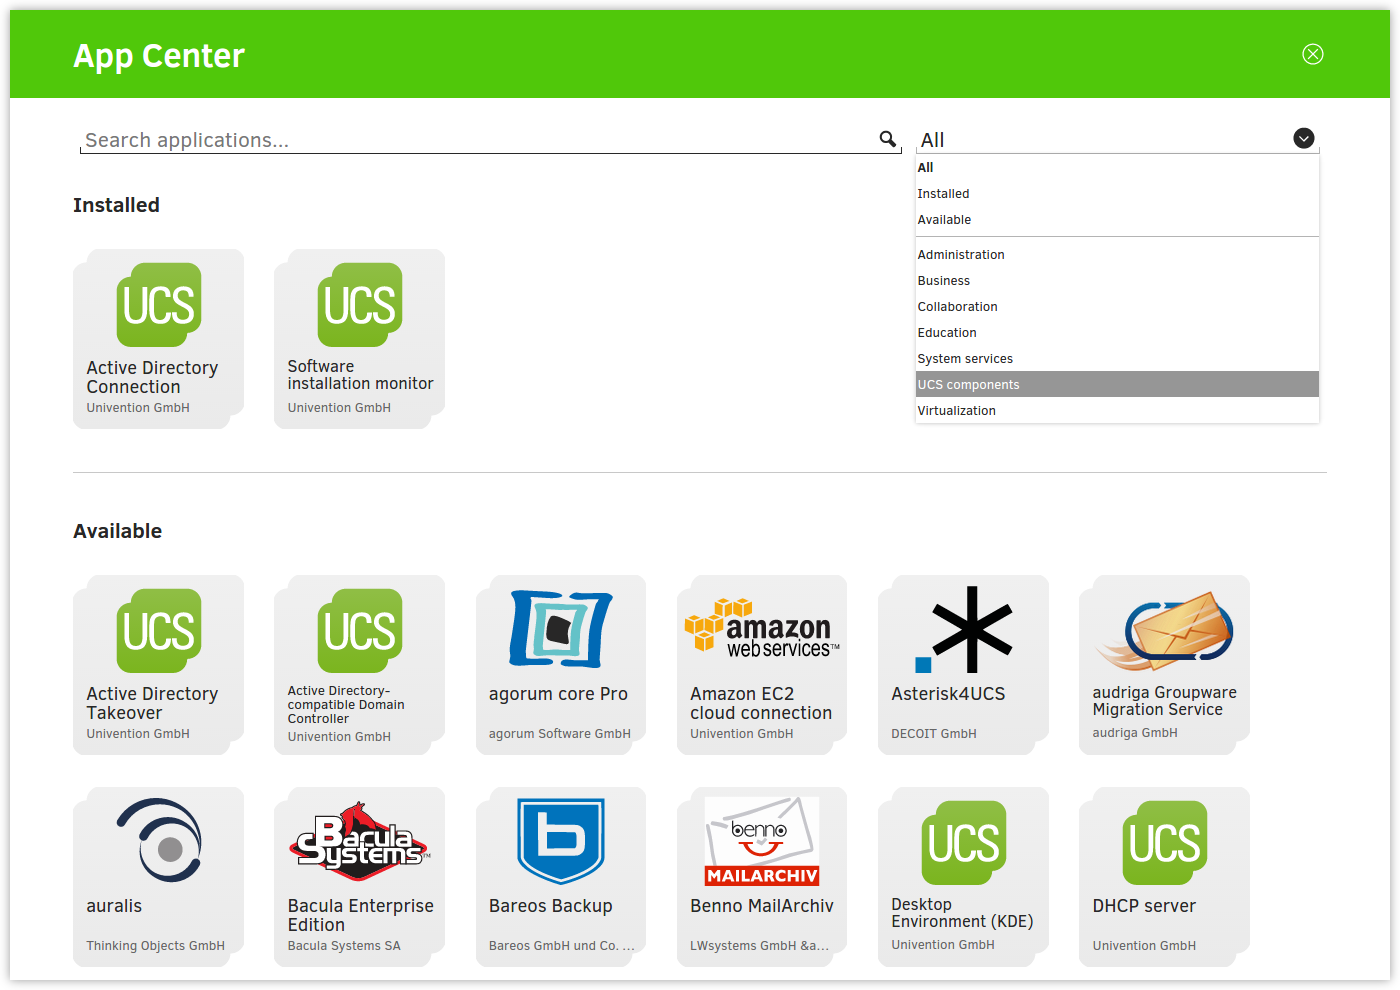 App Center
Search applications...
All
All
Installed
Available
Administration
Business
Collaboration
Education
System services
UCS components
Virtualization
Installed
UCS
Active Directory
Connection
Univention GmbH
UCS
Software
installation monitor
Univention GmbH
Available
UCS
Active Directory
Takeover
Univention GmbH
UCS
Active Directory-
compatible Domain
Controller
Univention GmbH
agorum core Pro
agorum Software GmbH
amazon
web services™
Amazon EC2
cloud connection
Univention GmbH
Asterisk4UCS
DECOIT GmbH
audriga Groupware
Migration Service
audriga GmbH
auralis
Thinking Objects GmbH
Bacula
Systems™
Bacula Enterprise
Edition
Bacula Systems SA
b
Bareos Backup
Bareos GmbH und Co. ...
benno
MAILARCHIV
Benno MailArchiv
LWsystems GmbH &a...
UCS
Desktop
Environment (KDE)
Univention GmbH
UCS
DHCP server
Univention GmbH